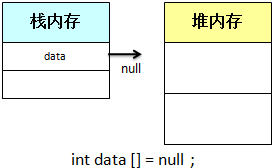 栈内存
堆内存
data
null
int data [] = null ;